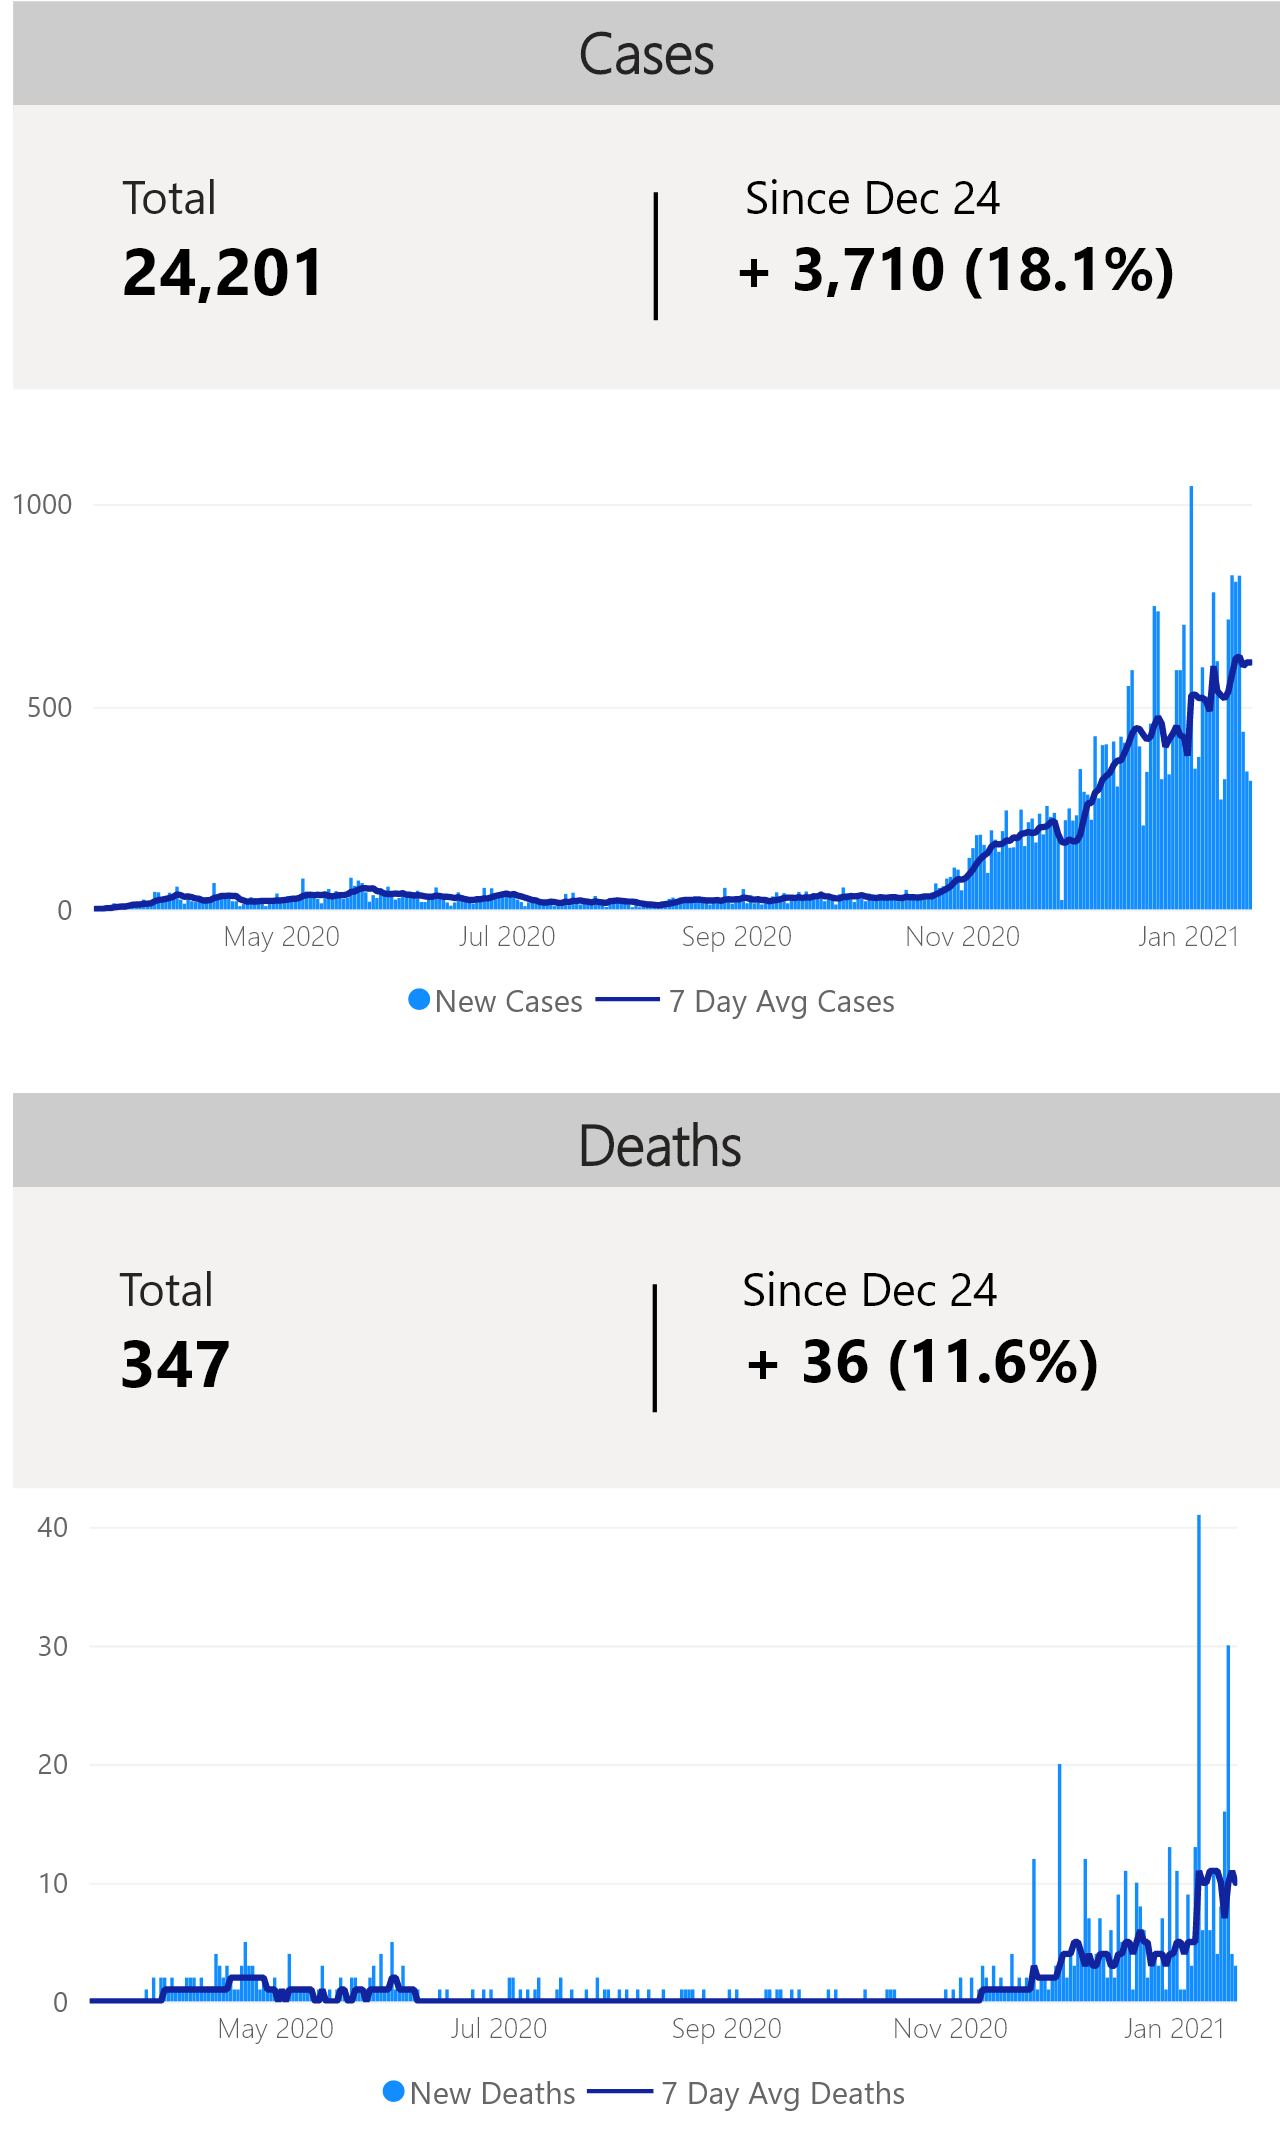 Cases
Total
24,201
Since Dec 24
+ 3,710 (18.1%)
1000
500
0
May 2020 Jul 2020 Sep 2020 Nov 2020 Jan 2021
New Cases 7 Day Avg Cases
Deaths
Total
347
Since Dec 24
+ 36 (11.6%)
40
30
20
10
0
May 2020 Jul 2020 Sep 2020 Nov 2020 Jan 2021
New Deaths 7 Day Avg Deaths